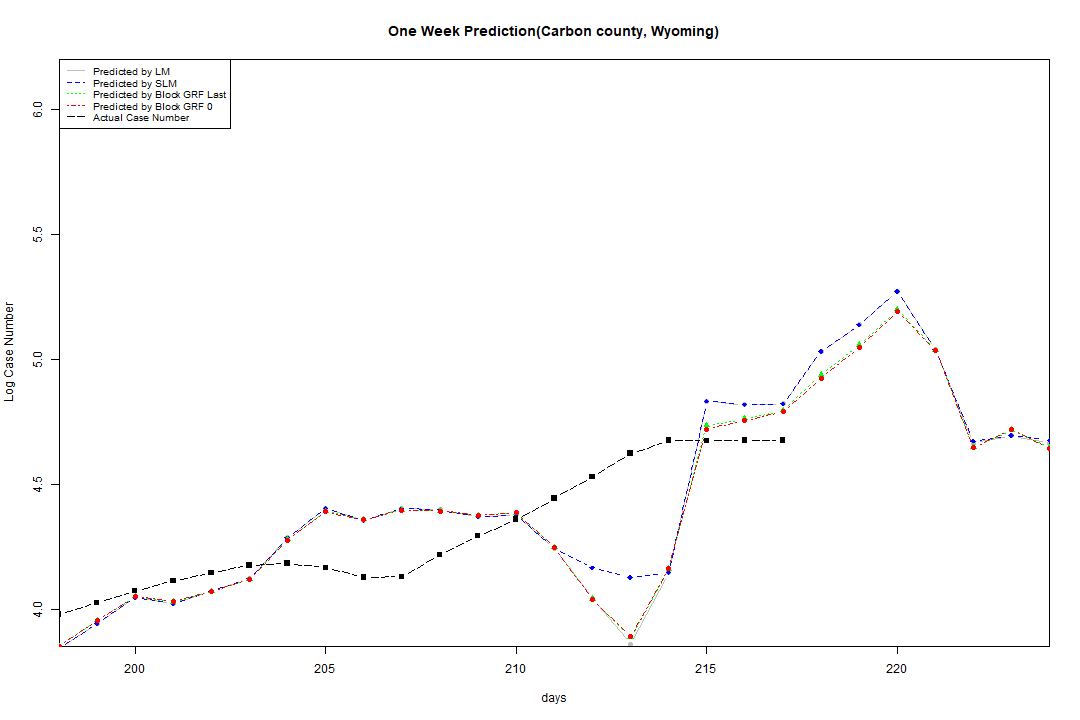 One Week Prediction(Carbon county, Wyoming)
Predicted by LM
Predicted by SLM
Predicted by Block GRF Last
Predicted by Block GRF 0
Actual Case Number
6.0
5.5
5.0
4.5
4.0
Log Case Number
200 205 210 215 220
days